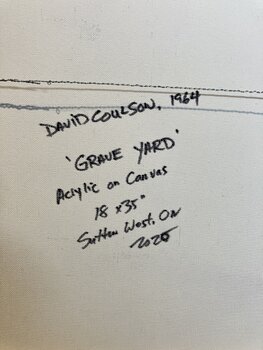 DAViD COULSON, 1964
'GRAVE YARD'
Acrylic on Canvas
18 x 35"
Sutton West, ON
2020